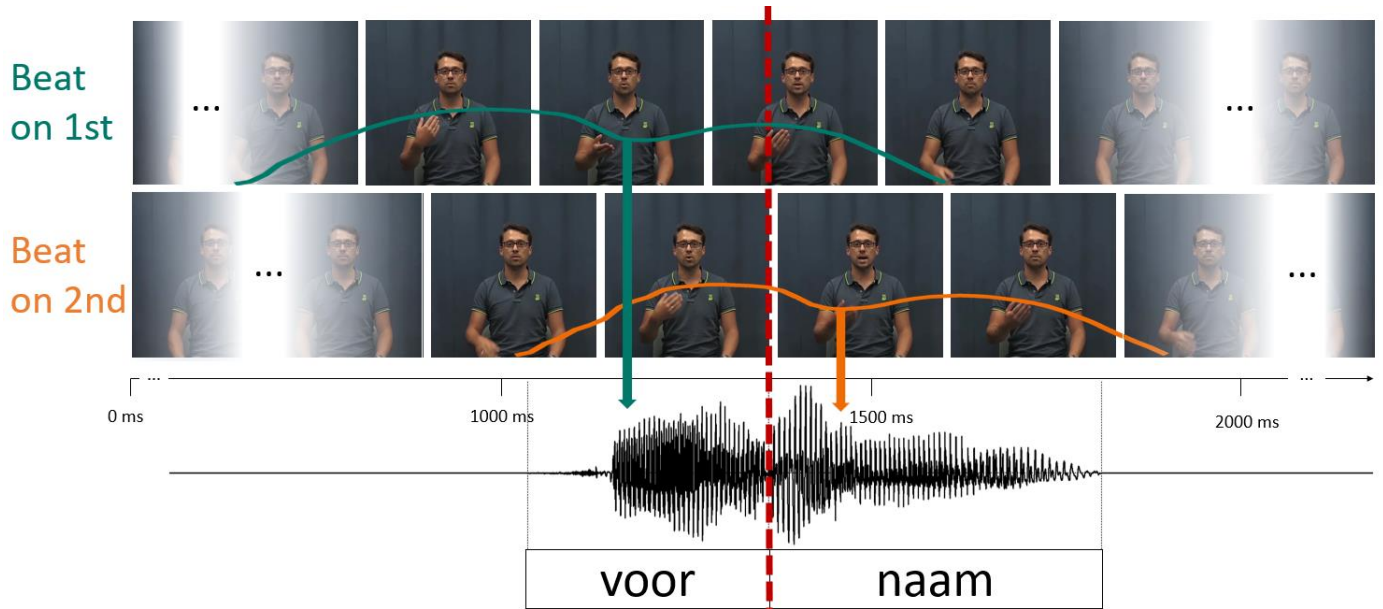 Beat
on 1st
...
...
Beat
on 2nd
...
...
... ...
0 ms 1000 ms 1500 ms 2000 ms
voor naam